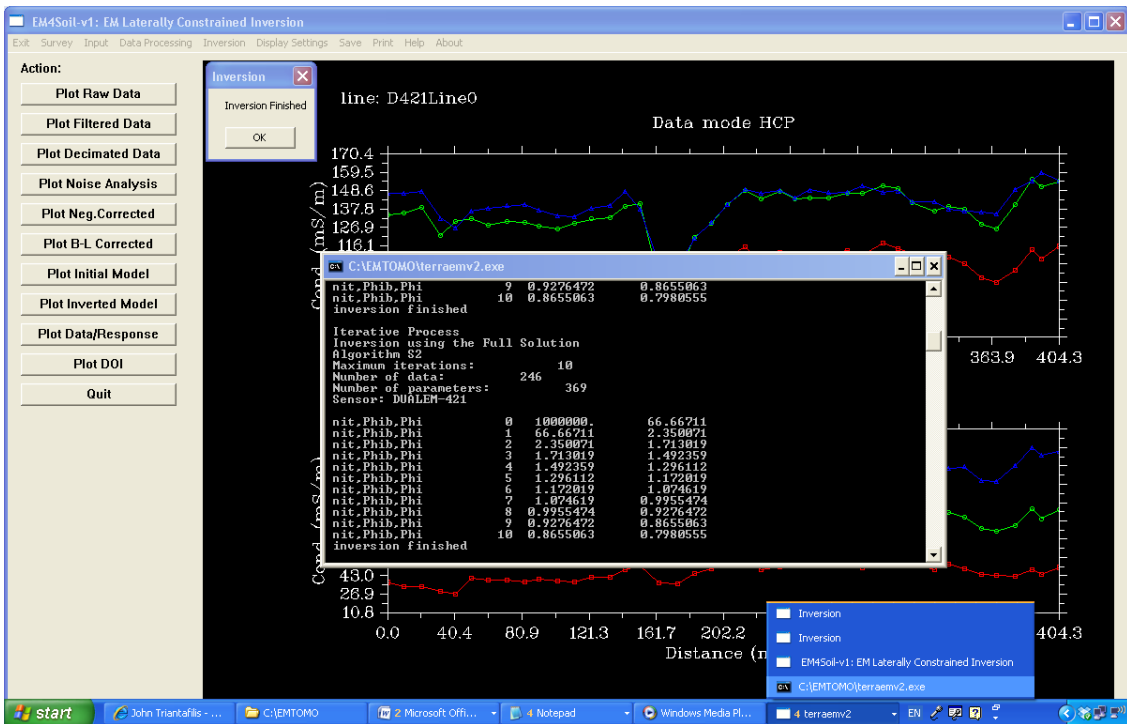 EM4Soil-v1: EM Laterally Constrained Inversion
Exit Survey Input Data Processing Inversion Display Settings Save Print Help About
Action:
Plot Raw Data
Plot Filtered Data
Plot Decimated Data
Plot Noise Analysis
Plot Neg.Corrected
Plot B-L Corrected
Plot Initial Model
Plot Inverted Model
Plot Data/Response
Plot DOI
Quit
Inversion
Inversion Finished
OK
line: D421Line0
Data mode HCP
170.4
159.5
148.6
137.8
126.9
116.1
363.9 404.3
C:\EMTOMO\terraemv2.exe
nit,Phib,Phi 9 0.9276472 0.8655063
nit,Phib,Phi 10 0.8655063 0.7980555
inversion finished
Iterative Process
Inversion using the Full Solution
Algorithm S2
Maximum iterations: 10
Number of data: 246
Number of parameters: 369
Sensor: DUALEM-421
nit,Phib,Phi 0 1000000. 66.66711
nit,Phib,Phi 1 66.66711 2.350071
nit,Phib,Phi 2 2.350071 1.713019
nit,Phib,Phi 3 1.713019 1.492359
nit,Phib,Phi 4 1.492359 1.296112
nit,Phib,Phi 5 1.296112 1.172019
nit,Phib,Phi 6 1.172019 1.074619
nit,Phib,Phi 7 1.074619 0.9955474
nit,Phib,Phi 8 0.9955474 0.9276472
nit,Phib,Phi 9 0.9276472 0.8655063
nit,Phib,Phi 10 0.8655063 0.7980555
inversion finished
43.0
26.9
10.8
0.0 40.4 80.9 121.3 161.7 202.2 404.3
Distance
Inversion
Inversion
EM4Soil-v1: EM Laterally Constrained Inversion
C:\EMTOMO\terraemv2.exe
start
John Triantafilis - ...
C:\EMTOMO
2 Microsoft Offi...
4 Notepad
Windows Media Pl...
4 terraemv2
EN